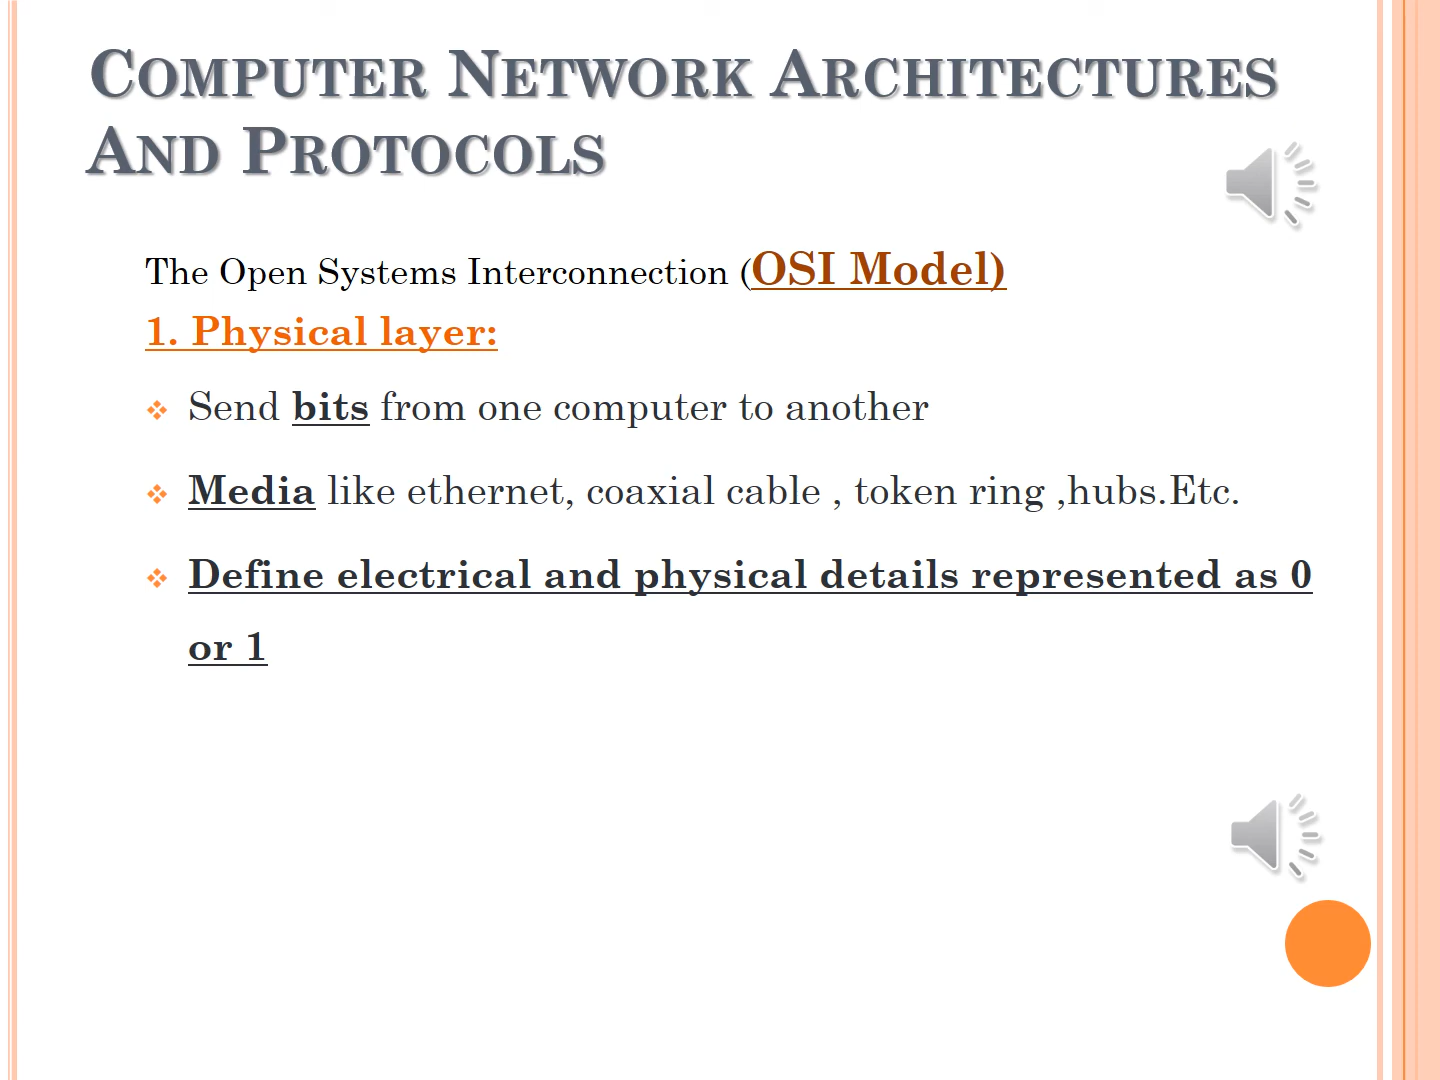 Computer Network Architectures
And Protocols
The Open Systems Interconnection (OSI Model)
1. Physical layer:
Send bits from one computer to another
Media like ethernet, coaxial cable , token ring ,hubs.Etc.
Define electrical and physical details represented as 0
or 1